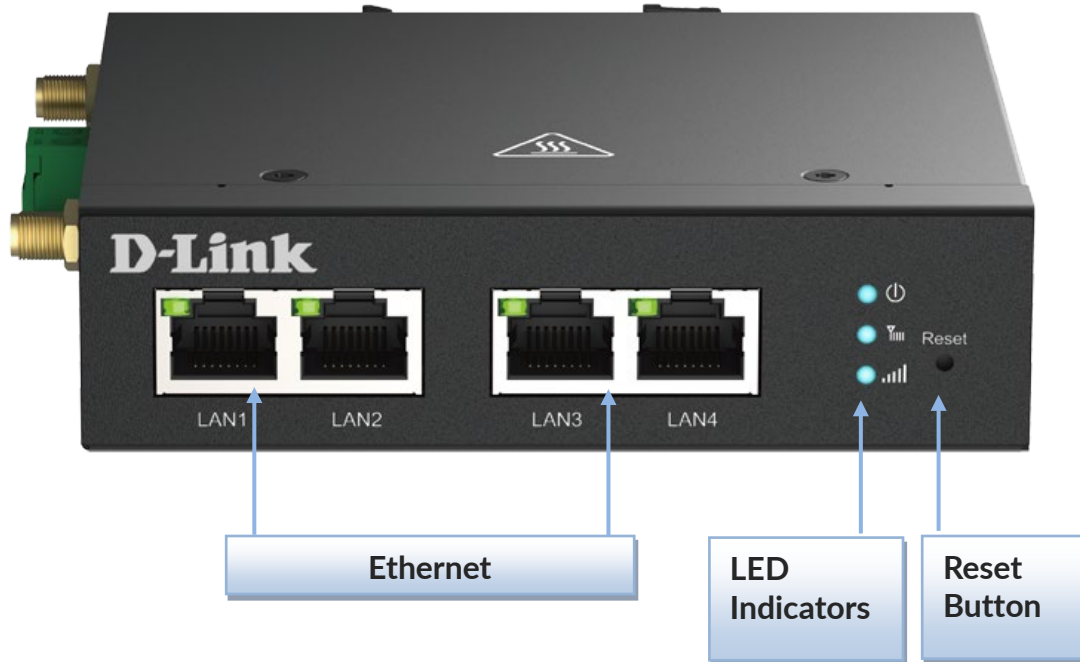 D-Link
Reset
LAN1 LAN2 LAN3 LAN4
Ethernet
LED
Indicators
Reset
Button